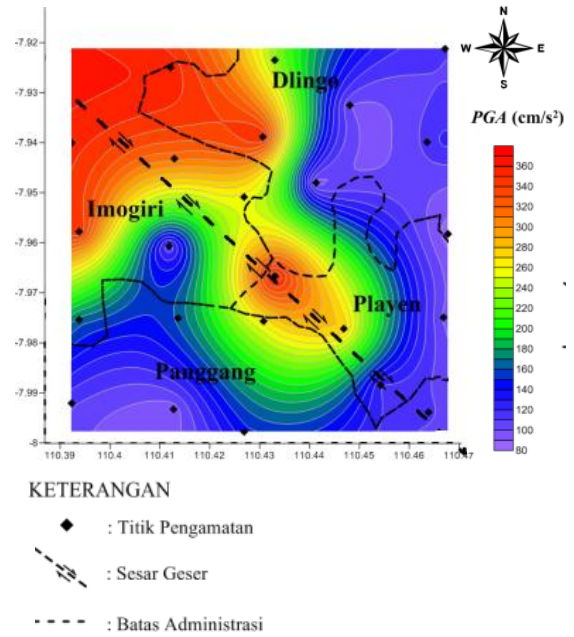 N
W E
S
-7.92
-7.93
-7.94
-7.95
-7.96
-7.97
-7.98
-7.99
-8
110.39 110.4 110.41 110.42 110.43 110.44 110.45 110.46 110.47
Dlingo
Imogiri
Playen
Panggang
PGA (cm/s²)
360
340
320
300
280
260
240
220
200
180
160
140
120
100
80
KETERANGAN
: Titik Pengamatan
: Sesar Geser
: Batas Administrasi